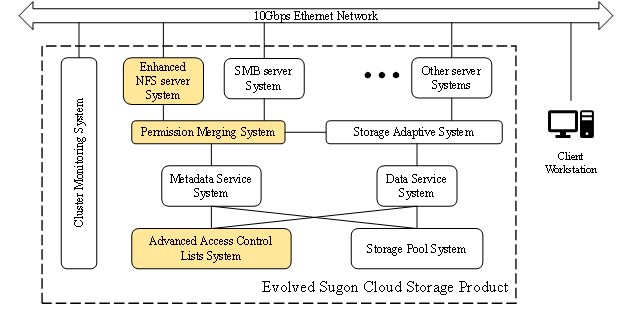 10Gbps Ethernet Network
Cluster Monitoring System
Enhanced
NFS server
System
SMB server
System
Other server
Systems
Permission Merging System
Storage Adaptive System
Client
Workstation
Metadata Service
System
Data Service
System
Advanced Access Control
Lists System
Storage Pool System
Evolved Sugon Cloud Storage Product